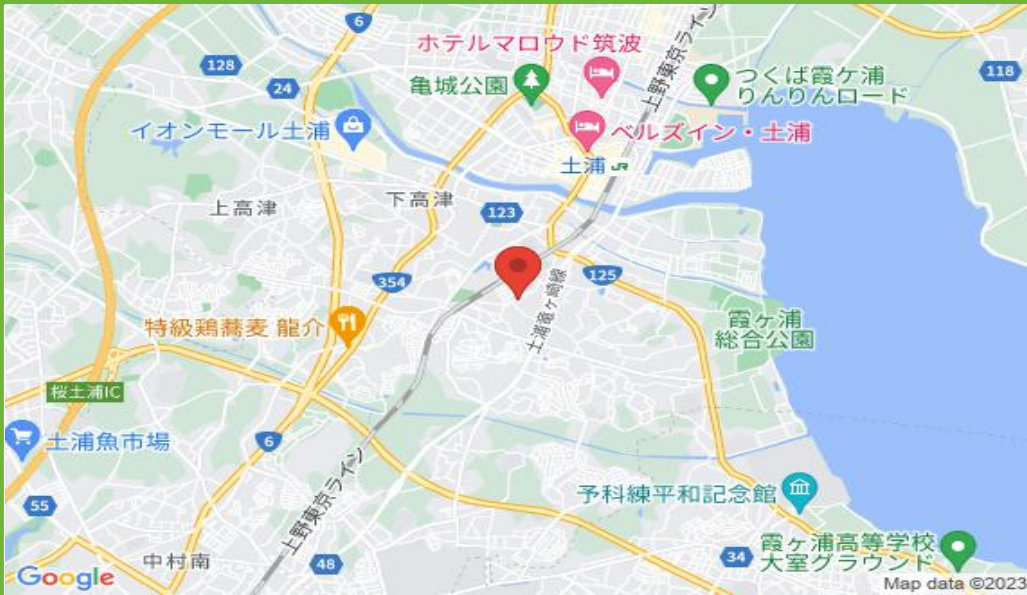 6
ホテルマロウド筑波
上野東京ライン
128
118
24
亀城公園
つくば霞ケ浦
りんりんロード
イオンモール土浦
ベルズイン・土浦
土浦 JR
上高津
下高津
123
354
125
土浦竜ケ崎線
特級鶏蕎麦 龍介
霞ヶ浦
総合公園
桜土浦IC
土浦魚市場
6
上野東京ライン
予科練平和記念館
55
中村南
48
34
霞ヶ浦高等学校
大室グラウンド
Google
Map data ©2023